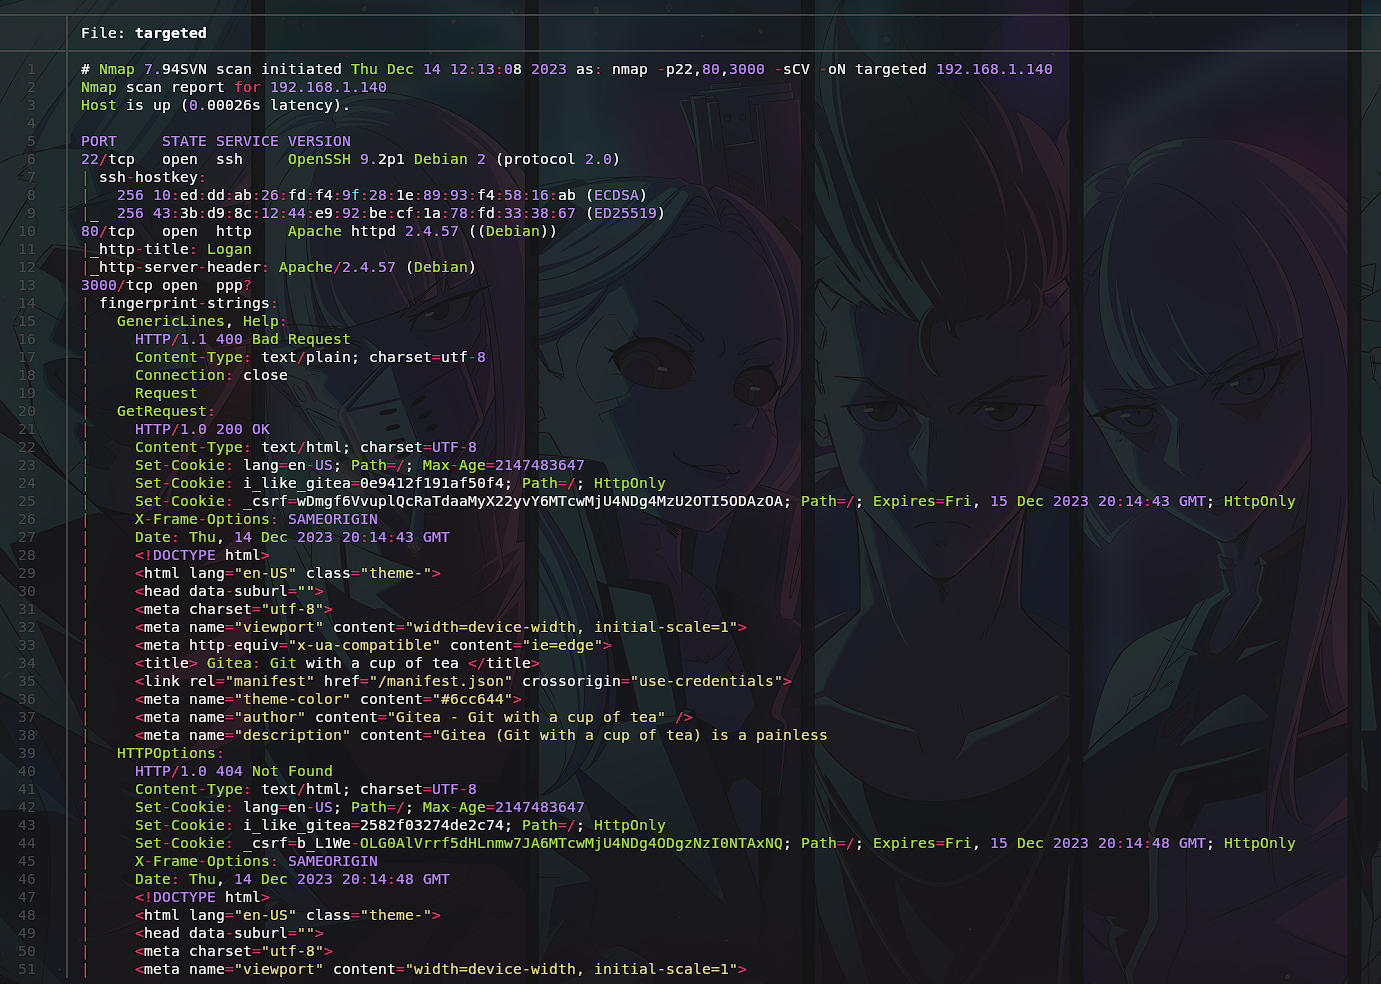 File: targeted
1 # Nmap 7.94SVN scan initiated Thu Dec 14 12:13:08 2023 as: nmap -p22,80,3000 -sCV -oN targeted 192.168.1.140
2 Nmap scan report for 192.168.1.140
3 Host is up (0.00026s latency).
4
5 PORT     STATE SERVICE VERSION
6 22/tcp   open  ssh     OpenSSH 9.2p1 Debian 2 (protocol 2.0)
7 | ssh-hostkey:
8 |   256 10:ed:dd:ab:26:fd:f4:9f:28:1e:89:93:f4:58:16:ab (ECDSA)
9 |_  256 43:3b:d9:8c:12:44:e9:92:be:cf:1a:78:fd:33:38:67 (ED25519)
10 80/tcp   open  http    Apache httpd 2.4.57 ((Debian))
11 |_http-title: Logan
12 |_http-server-header: Apache/2.4.57 (Debian)
13 3000/tcp open  ppp?
14 | fingerprint-strings:
15 |   GenericLines, Help:
16 |     HTTP/1.1 400 Bad Request
17 |     Content-Type: text/plain; charset=utf-8
18 |     Connection: close
19 |     Request
20 |   GetRequest:
21 |     HTTP/1.0 200 OK
22 |     Content-Type: text/html; charset=UTF-8
23 |     Set-Cookie: lang=en-US; Path=/; Max-Age=2147483647
24 |     Set-Cookie: i_like_gitea=0e9412f191af50f4; Path=/; HttpOnly
25 |     Set-Cookie: _csrf=wDmgf6VvuplQcRaTdaaMyX22yvY6MTcwMjU4NDg4MzU2OTI5ODAzOA; Path=/; Expires=Fri, 15 Dec 2023 20:14:43 GMT; HttpOnly
26 |     X-Frame-Options: SAMEORIGIN
27 |     Date: Thu, 14 Dec 2023 20:14:43 GMT
28 |     <!DOCTYPE html>
29 |     <html lang="en-US" class="theme-">
30 |     <head data-suburl="">
31 |     <meta charset="utf-8">
32 |     <meta name="viewport" content="width=device-width, initial-scale=1">
33 |     <meta http-equiv="x-ua-compatible" content="ie=edge">
34 |     <title> Gitea: Git with a cup of tea </title>
35 |     <link rel="manifest" href="/manifest.json" crossorigin="use-credentials">
36 |     <meta name="theme-color" content="#6cc644">
37 |     <meta name="author" content="Gitea - Git with a cup of tea" />
38 |     <meta name="description" content="Gitea (Git with a cup of tea) is a painless
39 |   HTTPOptions:
40 |     HTTP/1.0 404 Not Found
41 |     Content-Type: text/html; charset=UTF-8
42 |     Set-Cookie: lang=en-US; Path=/; Max-Age=2147483647
43 |     Set-Cookie: i_like_gitea=2582f03274de2c74; Path=/; HttpOnly
44 |     Set-Cookie: _csrf=b_L1We-OLG0AlVrrf5dHLnmw7JA6MTcwMjU4NDg4ODgzNzI0NTAxNQ; Path=/; Expires=Fri, 15 Dec 2023 20:14:48 GMT; HttpOnly
45 |     X-Frame-Options: SAMEORIGIN
46 |     Date: Thu, 14 Dec 2023 20:14:48 GMT
47 |     <!DOCTYPE html>
48 |     <html lang="en-US" class="theme-">
49 |     <head data-suburl="">
50 |     <meta charset="utf-8">
51 |     <meta name="viewport" content="width=device-width, initial-scale=1">